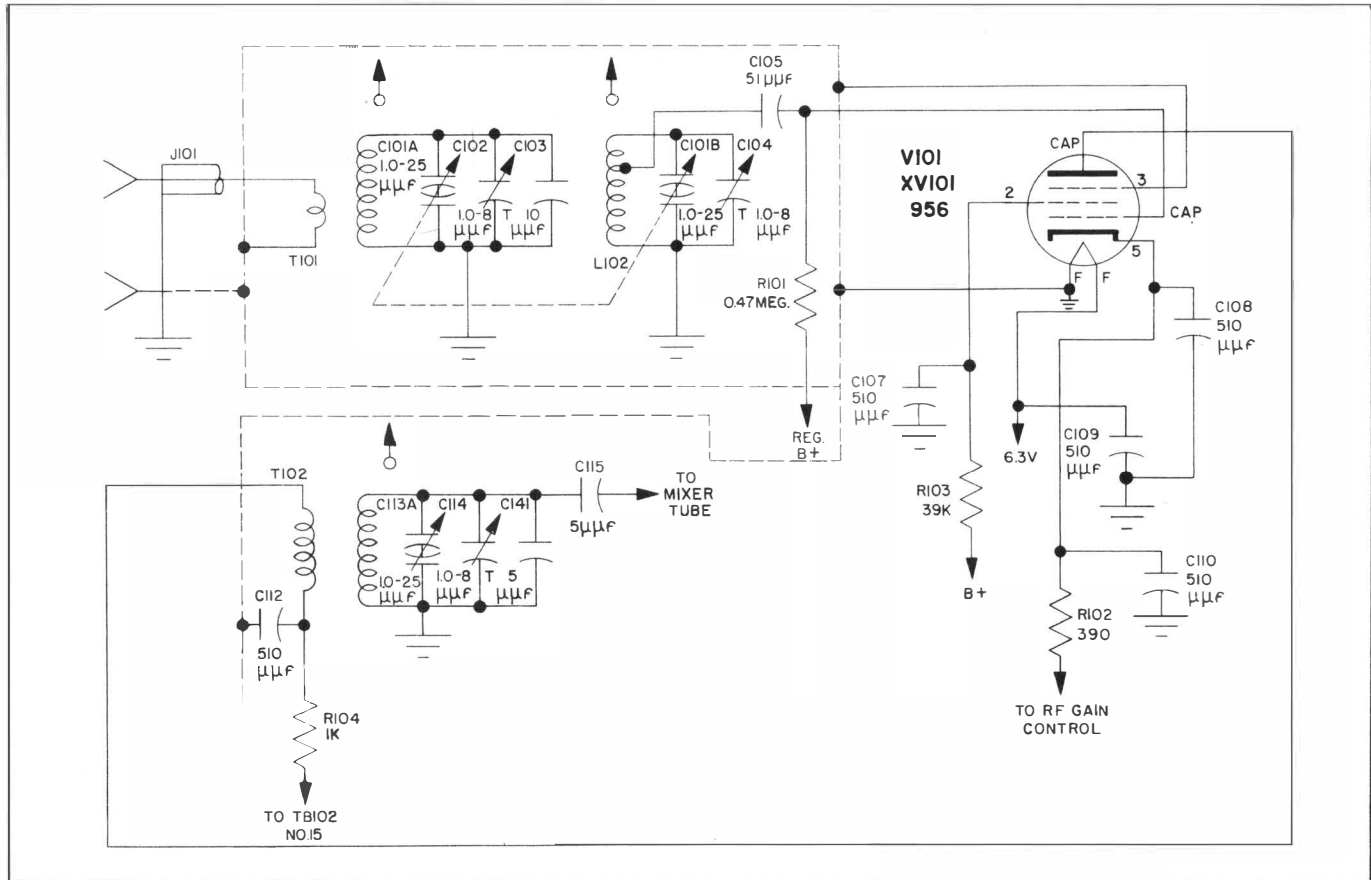 C105
51μμf
J101
C101A
C102
C103
1.0-25
μμf
1.0-8
μμf
T
10
μμf
T101
C101B
C104
1.0-25
μμf
T
1.0-8
μμf
L102
R101
0.47MEG.
REG.
B+
V101
XV101
956
CAP
2
3
CAP
5
F
F
C108
510
μμf
C107
510
μμf
6.3V
C109
510
μμf
R103
39K
B+
C110
510
μμf
R102
390
TO RF GAIN
CONTROL
T102
C113A
C114
C141
1.0-25
μμf
1.0-8
μμf
T
5
μμf
C115
5μμf
TO
MIXER
TUBE
C112
510
μμf
R104
1K
TO TB102
NO.15